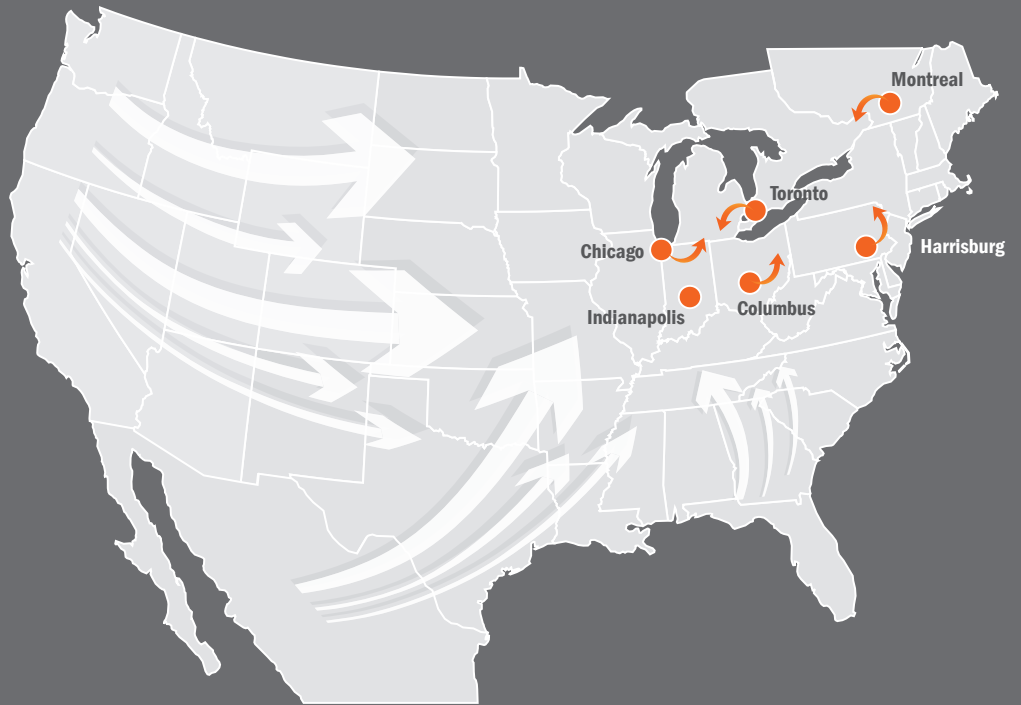 Montreal
Toronto
Chicago
Harrisburg
Columbus
Indianapolis